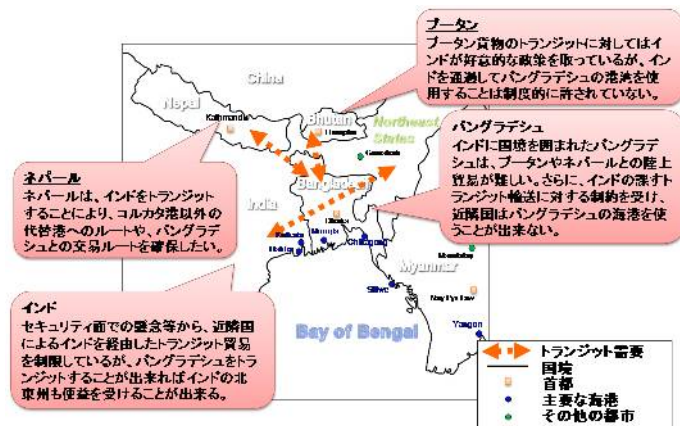 ブータン
ブータン貨物のトランジットに対してはイ
ンドが好意的な政策を取っているが、イン
ドを通過してバングラデシュの港湾を使
用することは制度的に許されていない。
バングラデシュ
インドに国境を囲まれたバングラ
デシュは、ブータンやネパールとの陸上
貿易が難しい。さらに、インドの課すト
ランジット輸送に対する制約を受け、
近隣国はバングラデシュの海港を使
うことが出来ない。
ネパール
ネパールは、インドをトランジット
することにより、コルカタ港以外の
代替港へのルートや、バングラデ
シュとの交易ルートを確保したい。
インド
セキュリティ面での懸念等から、近隣国
によるインドを経由したトランジット貿易
を制限しているが、バングラデシュをト
ランジットすることが出来ればインドの北
東州も便益を受けることが出来る。
China
Nepal
Kathmandu
Bhutan
Thimphu
Northeast
States
Bangladesh
India
Dhaka
Kolkata
Haldia
Mongla
Chittagong
Myanmar
Mandalay
Sittwe
Nay Pyi Taw
Yangon
Bay of Bengal
トランジット需要
国境
首都
主要な海港
その他の都市